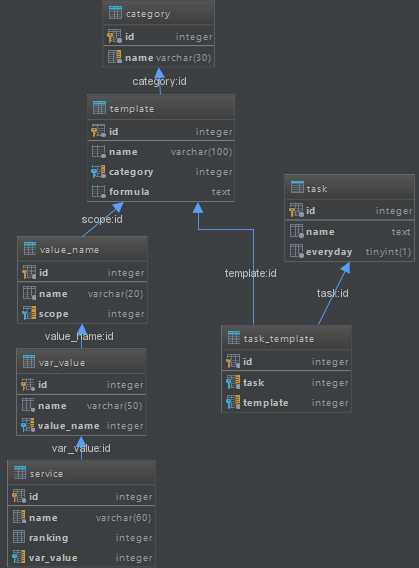 category
id integer
name varchar(30)
category:id
template
id integer
name varchar(100)
category integer
formula text
scope:id
task
id integer
name text
everyday tinyint(1)
value_name
id integer
name varchar(20)
scope integer
template:id
task:id
value_name:id
task_template
id integer
task integer
template integer
var_value
id integer
name varchar(50)
value_name integer
var_value:id
service
id integer
name varchar(60)
ranking integer
var_value integer